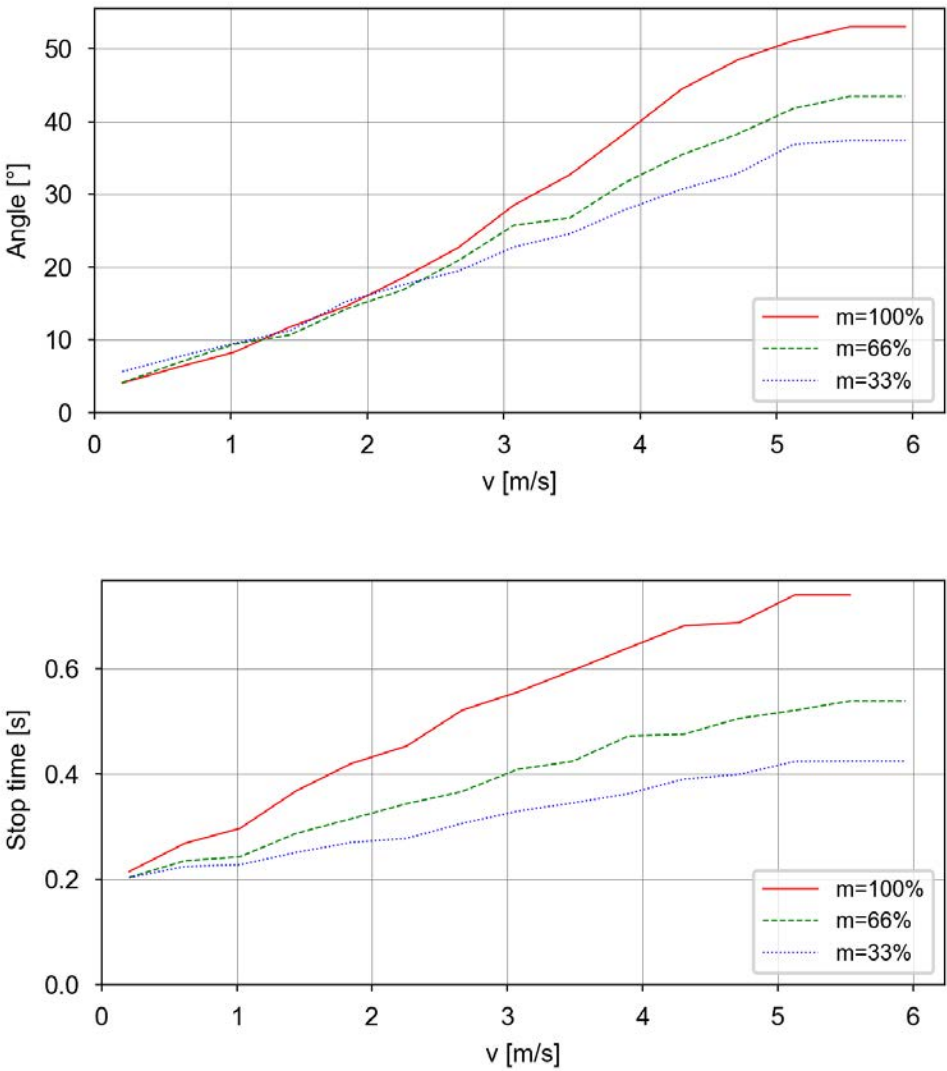 50
40
30
20
10
0
Angle [°]
m=100%
m=66%
m=33%
0 1 2 3 4 5 6
v [m/s]
0.6
0.4
0.2
0.0
Stop time [s]
m=100%
m=66%
m=33%
0 1 2 3 4 5 6
v [m/s]